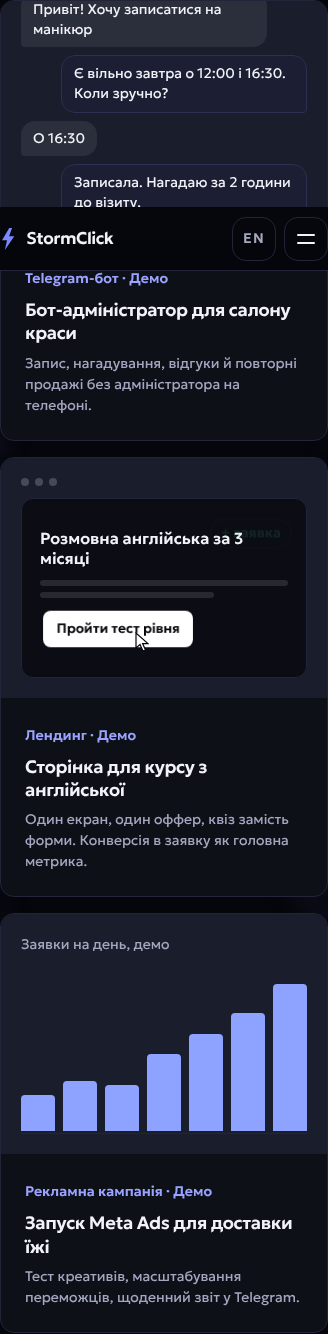 Привіт! Хочу записатися на
манікюр
Є вільно завтра о 12:00 і 16:30.
Коли зручно?
О 16:30
Записала. Нагадаю за 2 години
до візиту.
StormClick
EN
Telegram-бот · Демо
Бот-адміністратор для салону
краси
Запис, нагадування, відгуки й повторні
продажі без адміністратора на
телефоні.
Розмовна англійська за 3
місяці
Пройти тест рівня
Лендинг · Демо
Сторінка для курсу з
англійської
Один екран, один оффер, квіз замість
форми. Конверсія в заявку як головна
метрика.
Заявки на день, демо
Рекламна кампанія · Демо
Запуск Meta Ads для доставки
їжі
Тест креативів, масштабування
переможців, щоденний звіт у Telegram.